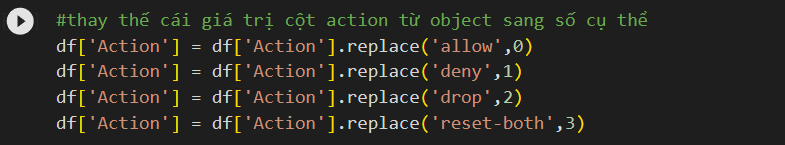 #thay thế cái giá trị cột action từ object sang số cụ thể
df['Action'] = df['Action'].replace('allow',0)
df['Action'] = df['Action'].replace('deny',1)
df['Action'] = df['Action'].replace('drop',2)
df['Action'] = df['Action'].replace('reset-both',3)